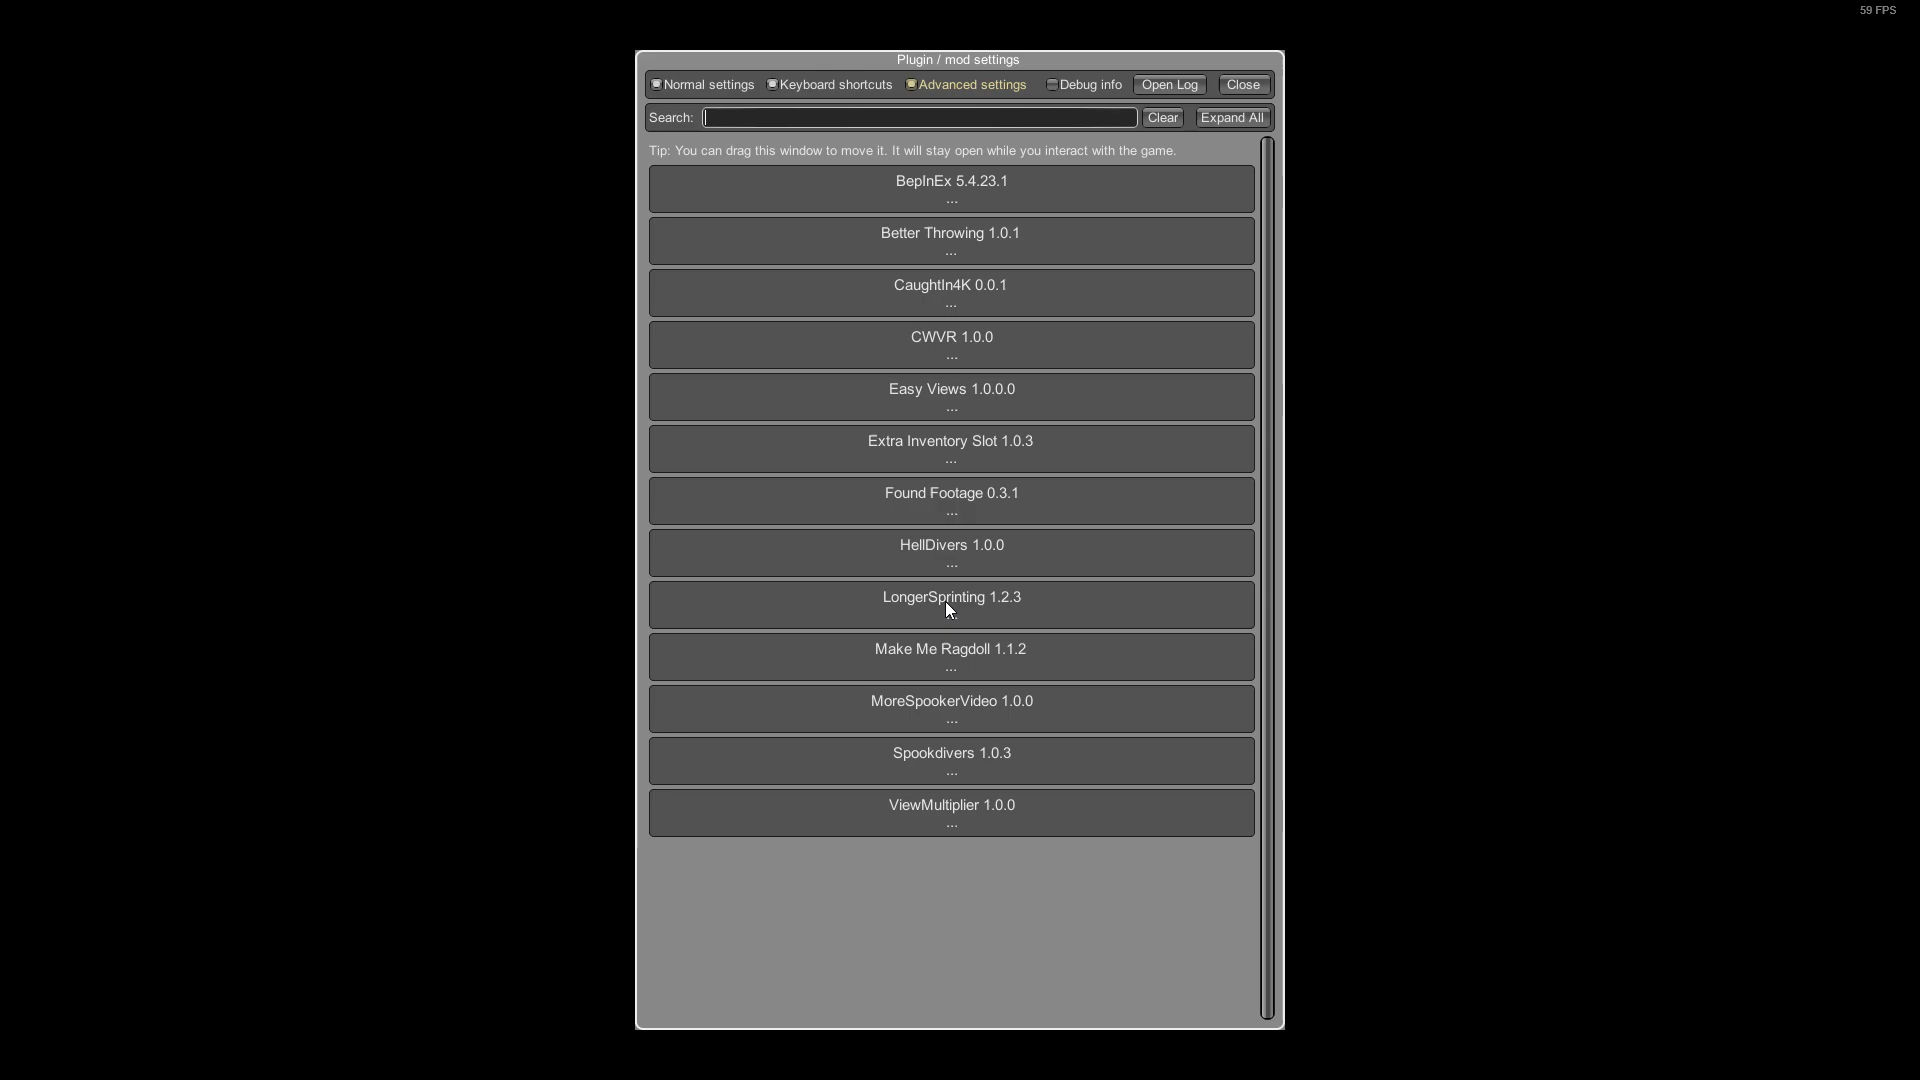 59 FPS
Plugin / mod settings
Normal settings Keyboard shortcuts Advanced settings Debug info Open Log Close
Search: Clear Expand All
Tip: You can drag this window to move it. It will stay open while you interact with the game.
BepInEx 5.4.23.1
...
Better Throwing 1.0.1
...
CaughtIn4K 0.0.1
...
CWVR 1.0.0
...
Easy Views 1.0.0.0
...
Extra Inventory Slot 1.0.3
...
Found Footage 0.3.1
...
HellDivers 1.0.0
...
LongerSprinting 1.2.3
Make Me Ragdoll 1.1.2
...
MoreSpookerVideo 1.0.0
...
Spookdivers 1.0.3
...
ViewMultiplier 1.0.0
...